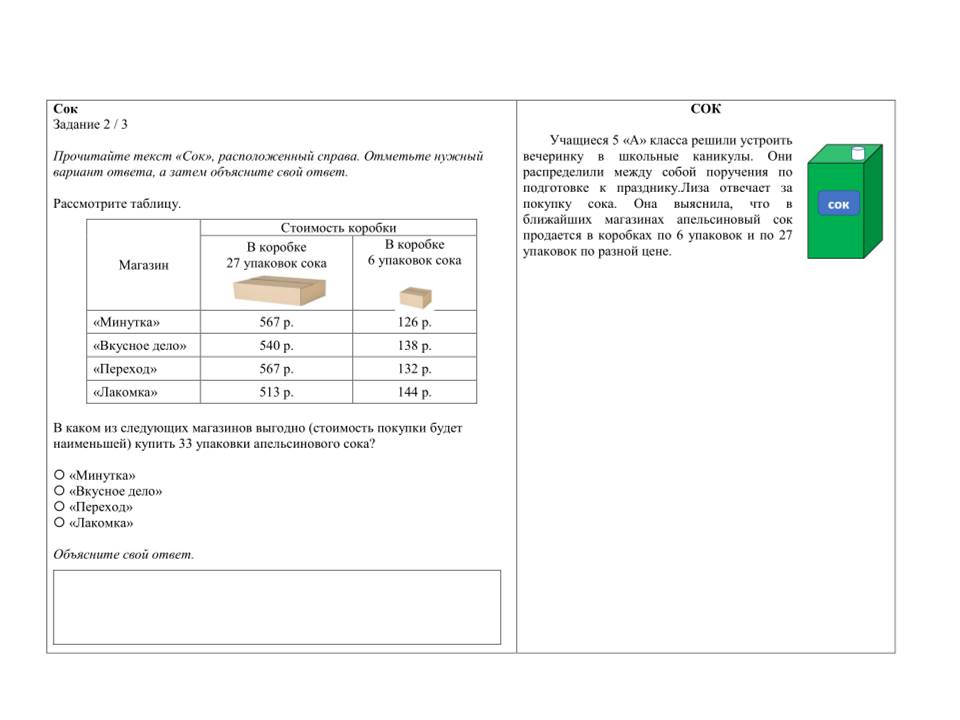 Сок
Задание 2 / 3
Прочитайте текст «Сок», расположенный справа. Отметьте нужный
вариант ответа, а затем объясните свой ответ.
Рассмотрите таблицу.
Магазин
Стоимость коробки
В коробке
27 упаковок сока
В коробке
6 упаковок сока
«Минутка» 567 р. 126 р.
«Вкусное дело» 540 р. 138 р.
«Переход» 567 р. 132 р.
«Лакомка» 513 р. 144 р.
В каком из следующих магазинов выгодно (стоимость покупки будет
наименьшей) купить 33 упаковки апельсинового сока?
«Минутка»
«Вкусное дело»
«Переход»
«Лакомка»
Объясните свой ответ.
СОК
Учащиеся 5 «А» класса решили устроить
вечеринку в школьные каникулы. Они
распределили между собой поручения по
подготовке к празднику.Лиза отвечает за
покупку сока. Она выяснила, что в
ближайших магазинах апельсиновый сок
продается в коробках по 6 упаковок и по 27
упаковок по разной цене.
сок